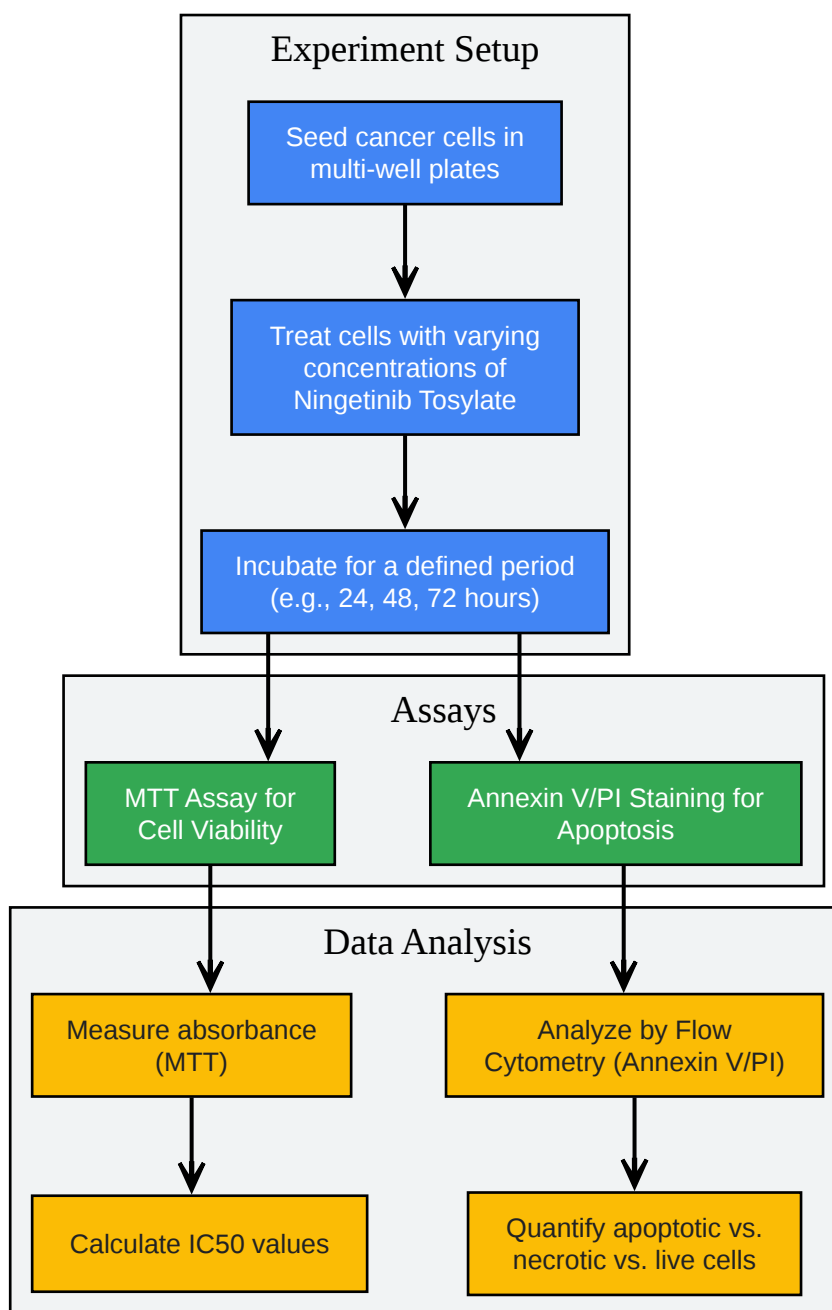 Experiment Setup
Seed cancer cells in
multi-well plates
Treat cells with varying
concentrations of
Ningetinib Tosylate
Incubate for a defined period
(e.g., 24, 48, 72 hours)
Assays
MTT Assay for
Cell Viability
Annexin V/PI Staining for
Apoptosis
Data Analysis
Measure absorbance
(MTT)
Analyze by Flow
Cytometry (Annexin V/PI)
Calculate IC50 values
Quantify apoptotic vs.
necrotic vs. live cells